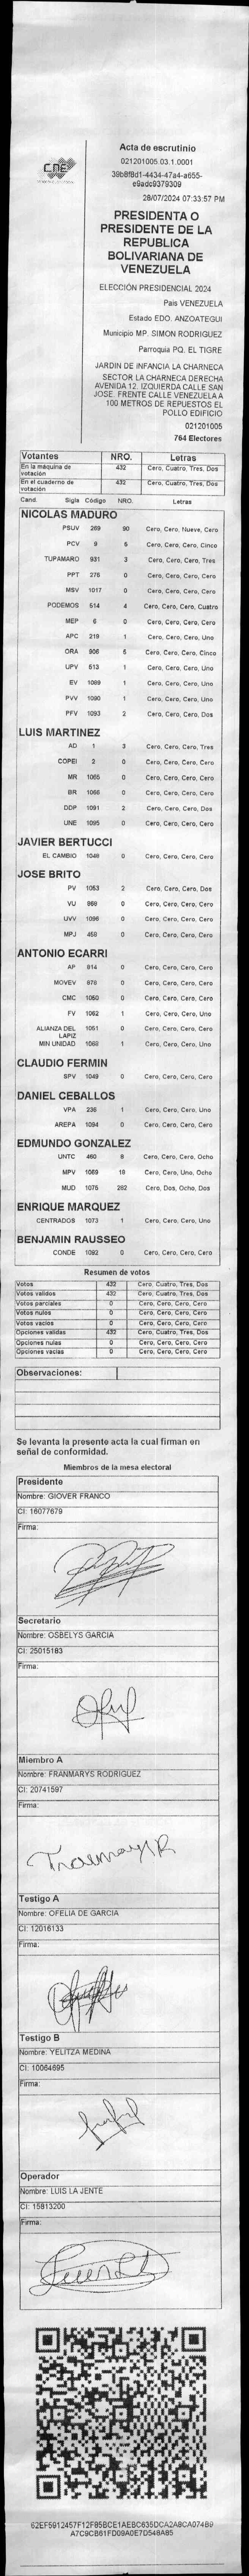 Acta de escrutinio
CNE
021201005.03.1.0001
39b8f8d1-4434-47a4-a655-
e9adc9379309
28/07/2024 07:33:57 PM
PRESIDENTA O
PRESIDENTE DE LA
REPUBLICA
BOLIVARIANA DE
VENEZUELA
ELECCIÓN PRESIDENCIAL 2024
Pais VENEZUELA
Estado EDO. ANZOATEGUI
Municipio MP. SIMON RODRIGUEZ
Parroquia PQ. EL TIGRE
JARDIN DE INFANCIA LA CHARNECA
SECTOR LA CHARNECA DERECHA
AVENIDA 12. IZQUIERDA CALLE SAN
JOSE. FRENTE CALLE VENEZUELA A
100 METROS DE REPUESTOS EL
POLLO EDIFICIO
021201005
764 Electores
Votantes NRO. Letras
En la máquina de votación 432 Cero, Cuatro, Tres, Dos
En el cuaderno de votación 432 Cero, Cuatro, Tres, Dos
Cand. Sigla Código NRO. Letras
NICOLAS MADURO
PSUV 269 90 Cero, Cero, Nueve, Cero
PCV 9 5 Cero, Cero, Cero, Cinco
TUPAMARO 931 3 Cero, Cero, Cero, Tres
PPT 275 0 Cero, Cero, Cero, Cero
MSV 1017 0 Cero, Cero, Cero, Cero
PODEMOS 514 4 Cero, Cero, Cero, Cuatro
MEP 6 0 Cero, Cero, Cero, Cero
APC 219 1 Cero, Cero, Cero, Uno
ORA 906 5 Cero, Cero, Cero, Cinco
UPV 513 1 Cero, Cero, Cero, Uno
EV 1089 1 Cero, Cero, Cero, Uno
PVV 1090 1 Cero, Cero, Cero, Uno
PFV 1093 2 Cero, Cero, Cero, Dos
LUIS MARTINEZ
AD 1 3 Cero, Cero, Cero, Tres
COPEI 2 0 Cero, Cero, Cero, Cero
MR 1065 0 Cero, Cero, Cero, Cero
BR 1066 0 Cero, Cero, Cero, Cero
DDP 1091 2 Cero, Cero, Cero, Dos
UNE 1095 0 Cero, Cero, Cero, Cero
JAVIER BERTUCCI
EL CAMBIO 1048 0 Cero, Cero, Cero, Cero
JOSE BRITO
PV 1053 2 Cero, Cero, Cero, Dos
VU 989 0 Cero, Cero, Cero, Cero
UVV 1096 0 Cero, Cero, Cero, Cero
MPJ 459 0 Cero, Cero, Cero, Cero
ANTONIO ECARRI
AP 814 0 Cero, Cero, Cero, Cero
MOVEV 878 0 Cero, Cero, Cero, Cero
CMC 1050 0 Cero, Cero, Cero, Cero
FV 1062 1 Cero, Cero, Cero, Uno
ALIANZA DEL LAPIZ 1051 0 Cero, Cero, Cero, Cero
MIN UNIDAD 1068 1 Cero, Cero, Cero, Uno
CLAUDIO FERMIN
SPV 1049 0 Cero, Cero, Cero, Cero
DANIEL CEBALLOS
VPA 236 1 Cero, Cero, Cero, Uno
AREPA 1094 0 Cero, Cero, Cero, Cero
EDMUNDO GONZALEZ
UNTC 460 8 Cero, Cero, Cero, Ocho
MPV 1069 18 Cero, Cero, Uno, Ocho
MUD 1075 282 Cero, Dos, Ocho, Dos
ENRIQUE MARQUEZ
CENTRADOS 1073 1 Cero, Cero, Cero, Uno
BENJAMIN RAUSSEO
CONDE 1092 0 Cero, Cero, Cero, Cero
Resumen de votos
Votos 432 Cero, Cuatro, Tres, Dos
Votos validos 432 Cero, Cuatro, Tres, Dos
Votos parciales 0 Cero, Cero, Cero, Cero
Votos nulos 0 Cero, Cero, Cero, Cero
Votos vacios 0 Cero, Cero, Cero, Cero
Opciones validas 432 Cero, Cuatro, Tres, Dos
Opciones nulas 0 Cero, Cero, Cero, Cero
Opciones vacias 0 Cero, Cero, Cero, Cero
Observaciones:
Se levanta la presente acta la cual firman en
señal de conformidad.
Miembros de la mesa electoral
Presidente
Nombre: GIOVER FRANCO
CI: 16077679
Firma:
Secretario
Nombre: OSBELYS GARCIA
CI: 25015183
Firma:
Miembro A
Nombre: FRANMARYS RODRIGUEZ
CI: 20741597
Firma:
Testigo A
Nombre: OFELIA DE GARCIA
CI: 12016133
Firma:
Testigo B
Nombre: YELITZA MEDINA
CI: 10064695
Firma:
Operador
Nombre: LUIS LA JENTE
CI: 15813200
Firma:
62EF5912457F12F85BCE1AEBC635DCA2A9CA074B9
A7C9CB61FD09A0E7D548A85